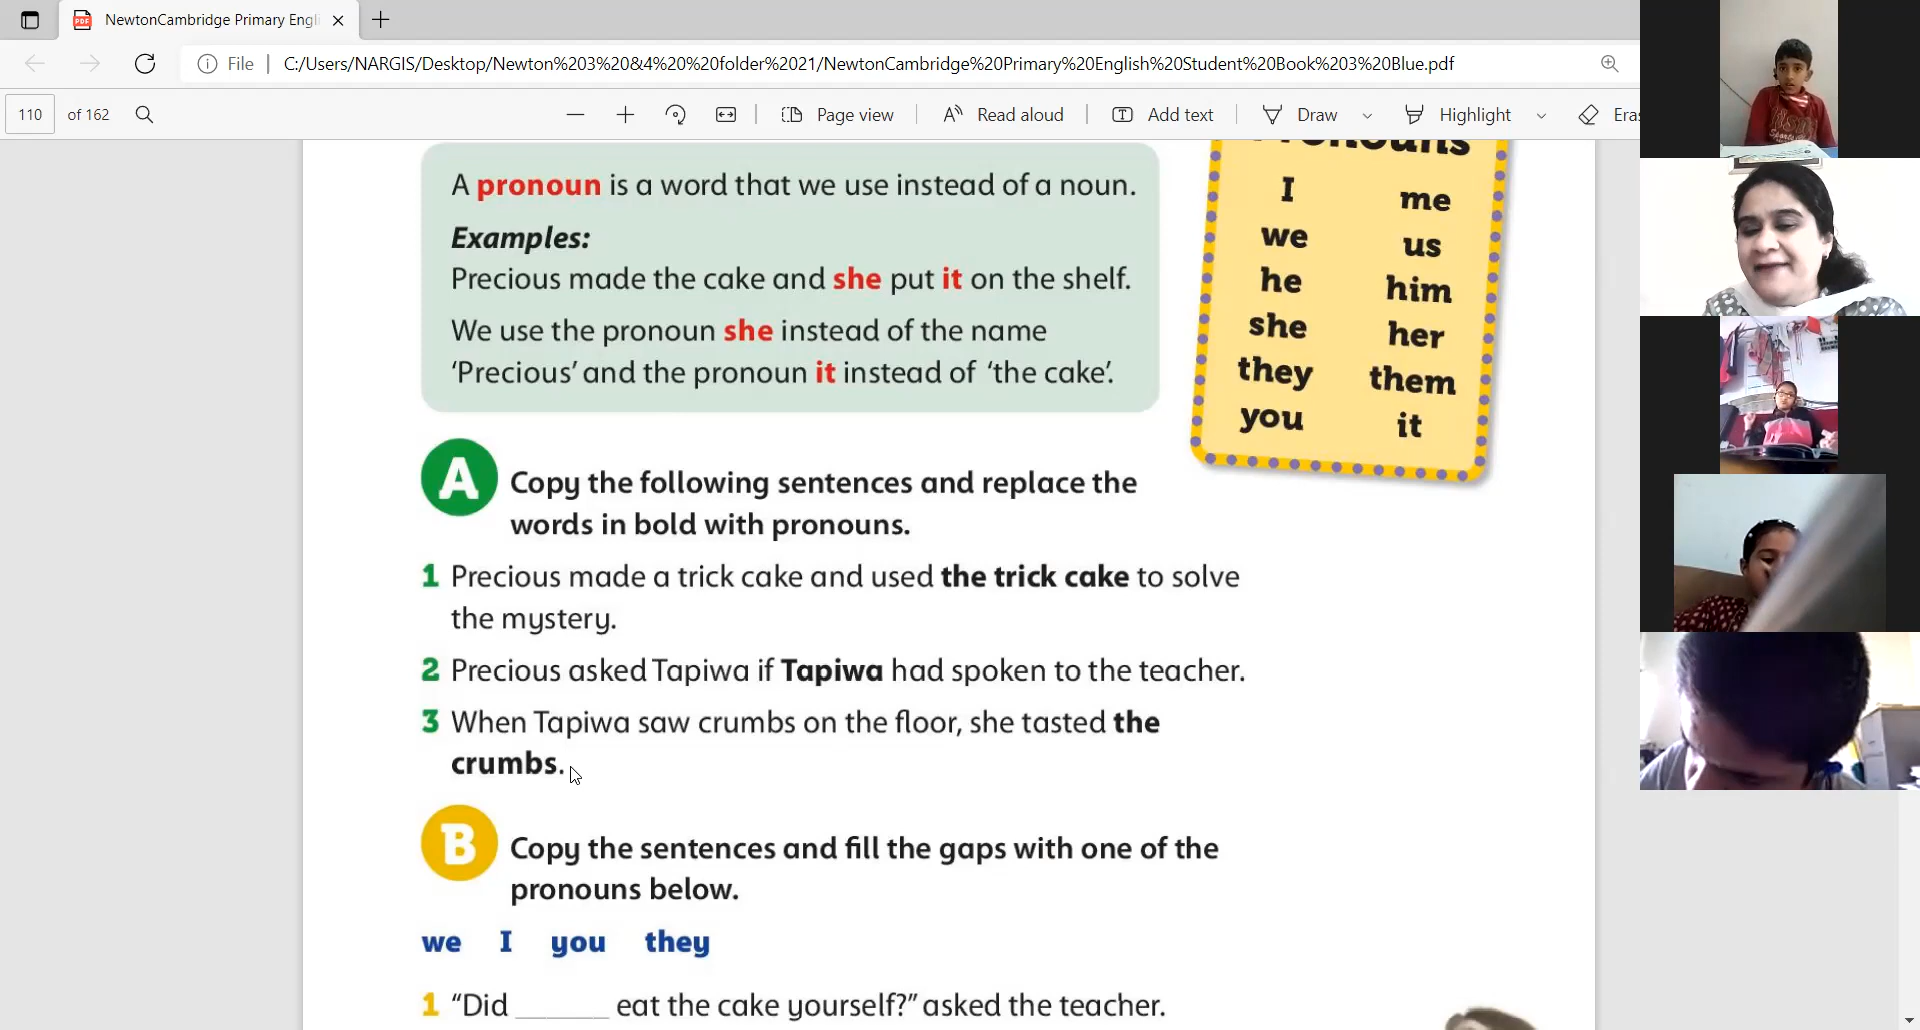 NewtonCambridge Primary Engli
File
C:/Users/NARGIS/Desktop/Newton%203%20&4%20%20folder%2021/NewtonCambridge%20Primary%20English%20Student%20Book%203%20Blue.pdf
110 of 162
Page view
Read aloud
Add text
Draw
Highlight
Eras
A pronoun is a word that we use instead of a noun.
Examples:
Precious made the cake and she put it on the shelf.
We use the pronoun she instead of the name
‘Precious’ and the pronoun it instead of ‘the cake’.
Pronouns
I me
we us
he him
she her
they them
you it
A Copy the following sentences and replace the
words in bold with pronouns.
1 Precious made a trick cake and used the trick cake to solve
the mystery.
2 Precious asked Tapiwa if Tapiwa had spoken to the teacher.
3 When Tapiwa saw crumbs on the floor, she tasted the
crumbs.
B Copy the sentences and fill the gaps with one of the
pronouns below.
we I you they
1 “Did ______ eat the cake yourself?” asked the teacher.